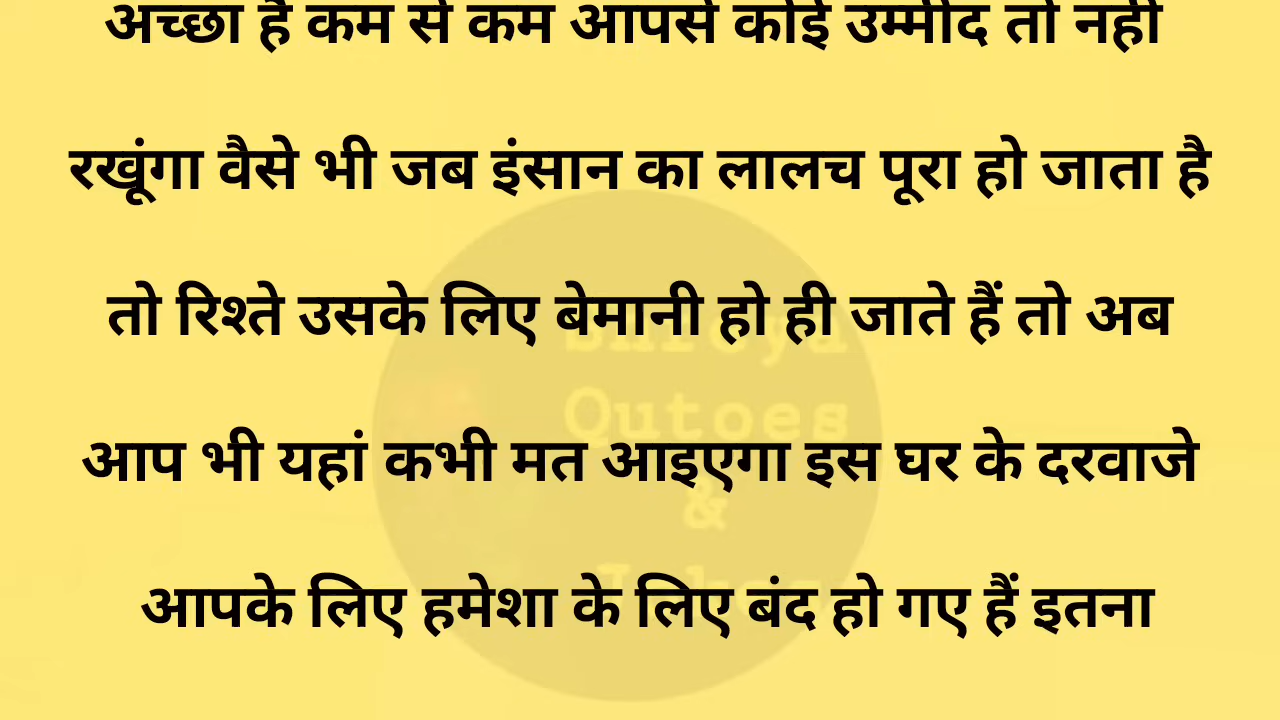 अच्छा है कम से कम आपसे कोई उम्मीद तो नहीं
रखूंगा वैसे भी जब इंसान का लालच पूरा हो जाता है
तो रिश्ते उसके लिए बेमानी हो ही जाते हैं तो अब
आप भी यहां कभी मत आइएगा इस घर के दरवाजे
आपके लिए हमेशा के लिए बंद हो गए हैं इतना
Qutoes
&